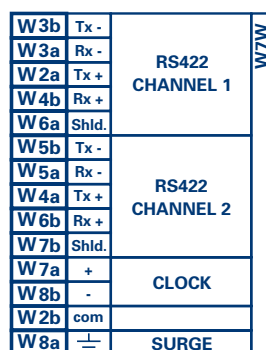 W3b Tx -
W3a Rx -
W2a Tx +
W4b Rx +
W6a Shld.
RS422
CHANNEL 1
W5b Tx -
W5a Rx -
W4a Tx +
W6b Rx +
W7b Shld.
RS422
CHANNEL 2
W7a +
W8b -
CLOCK
W2b com
W8a SURGE
W7W